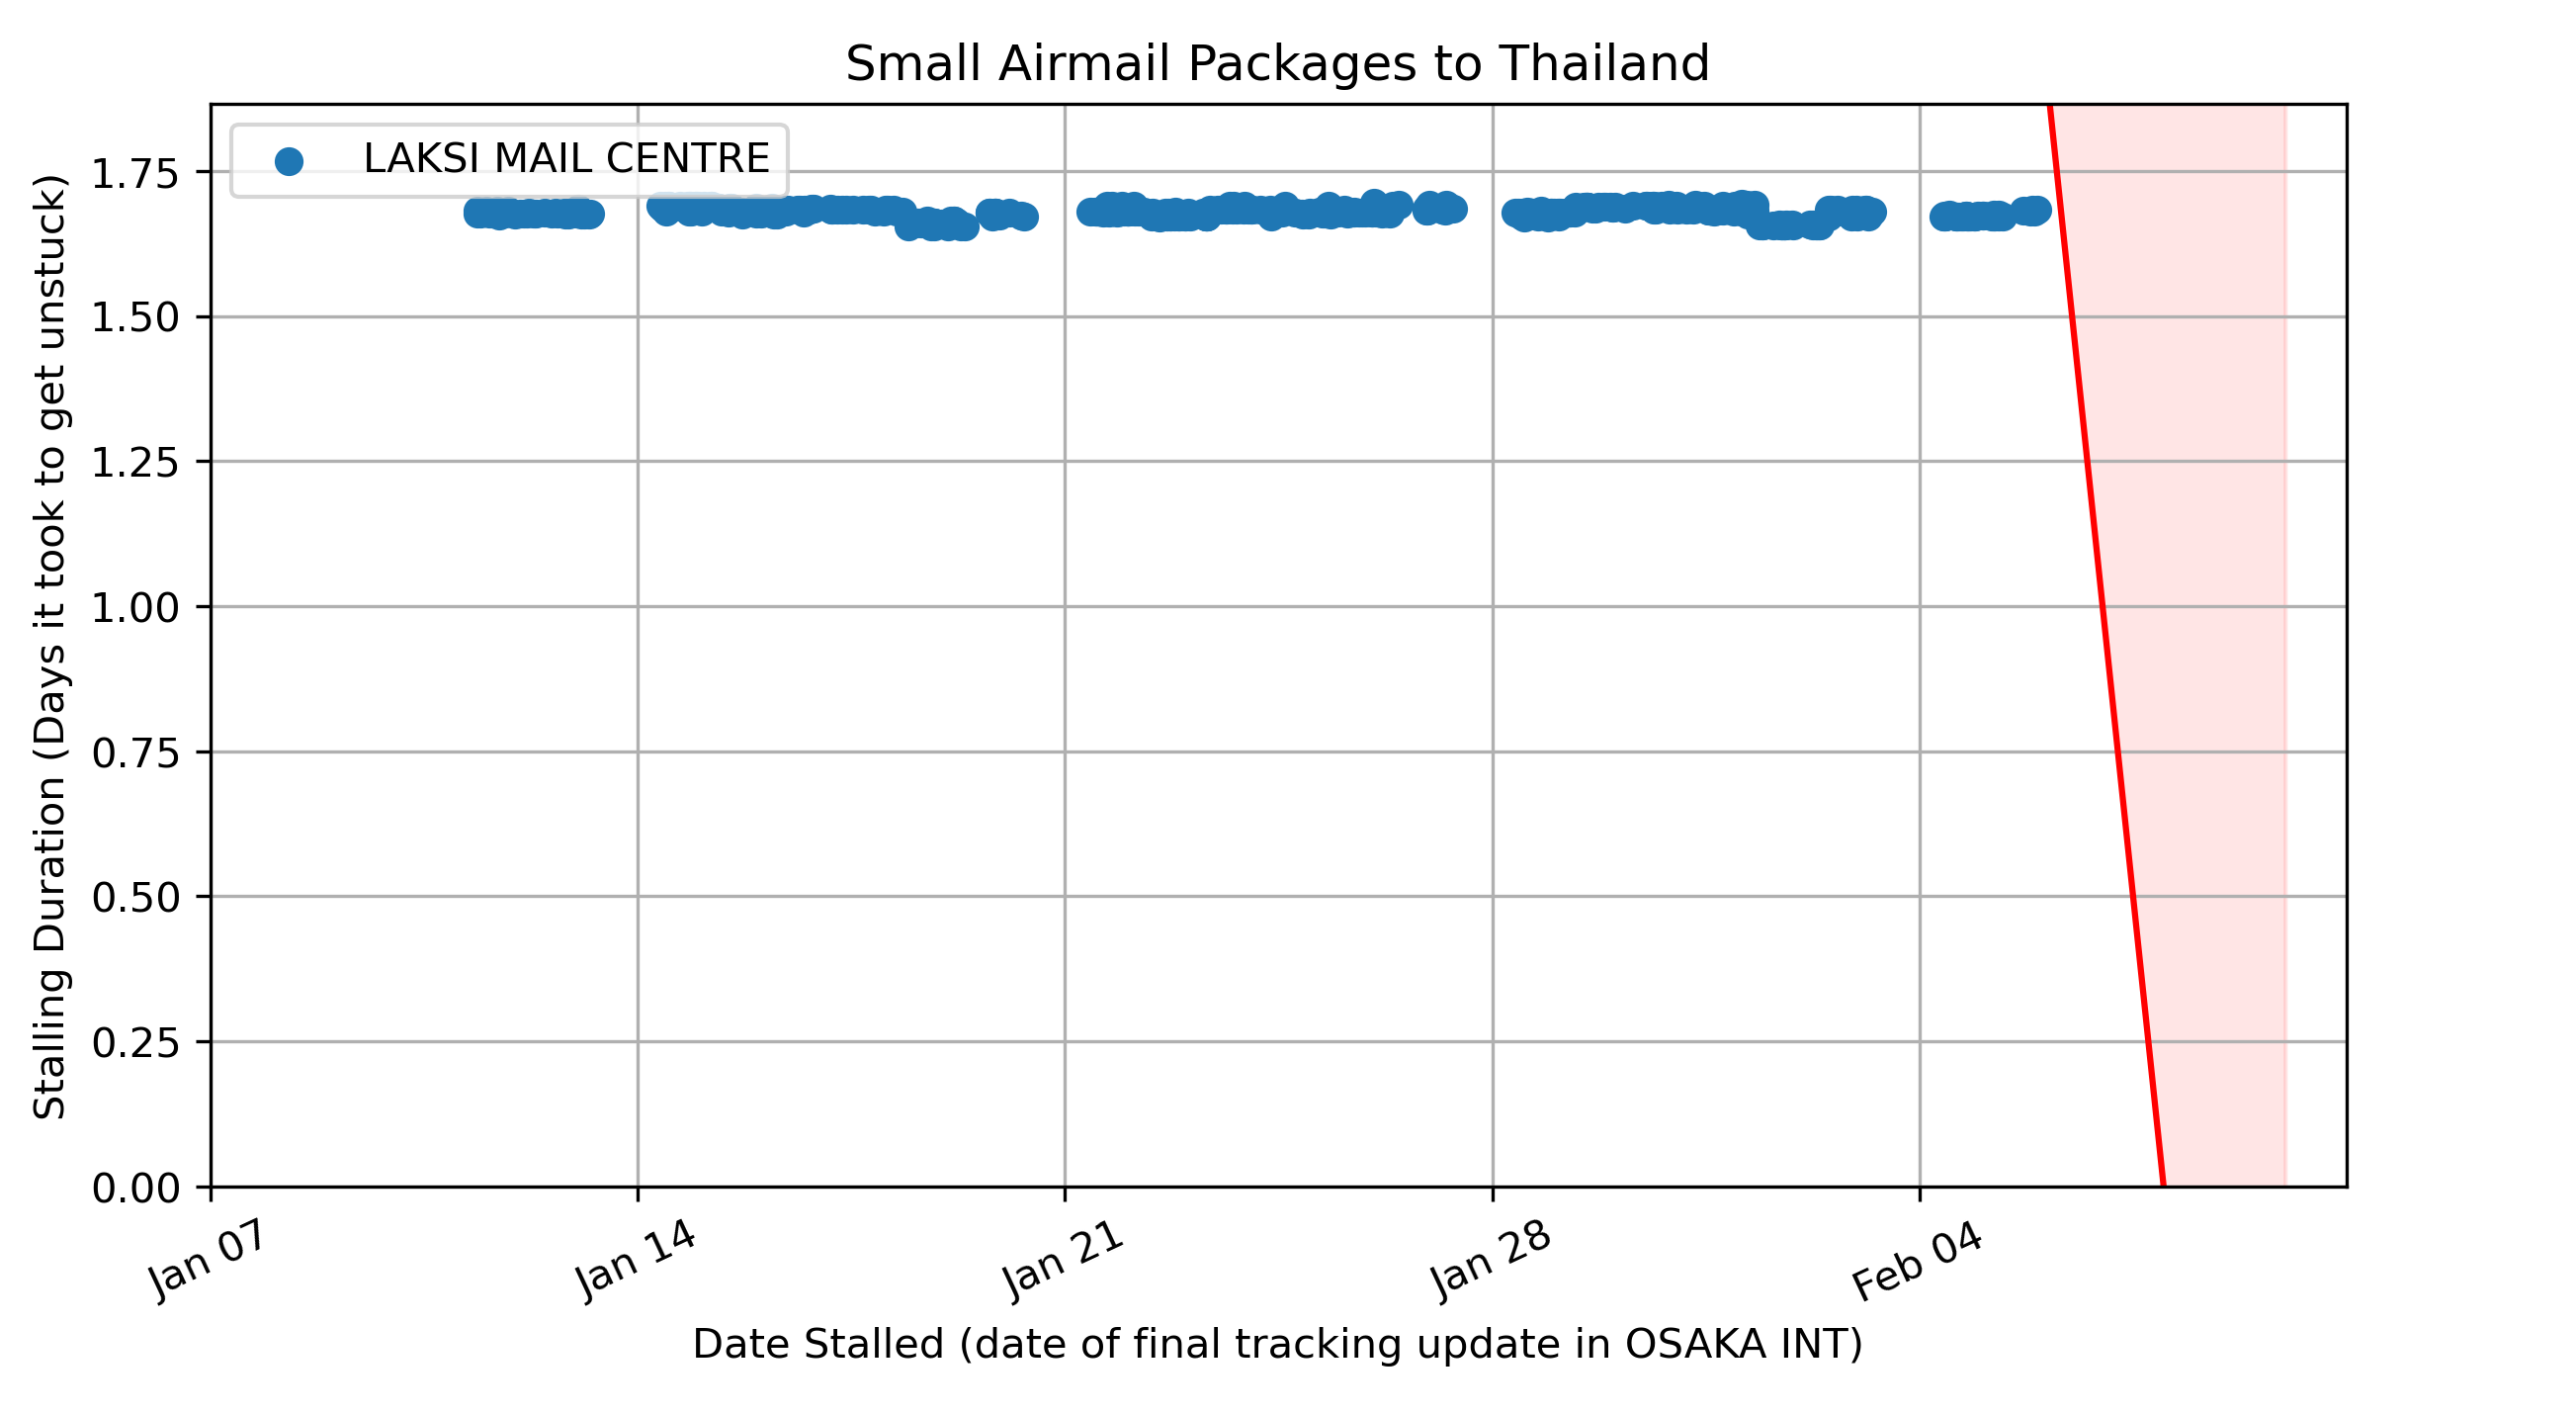 Small Airmail Packages to Thailand
LAKSI MAIL CENTRE
Stalling Duration (Days it took to get unstuck)
1.75
1.50
1.25
1.00
0.75
0.50
0.25
0.00
Jan 07
Jan 14
Jan 21
Jan 28
Feb 04
Date Stalled (date of final tracking update in OSAKA INT)